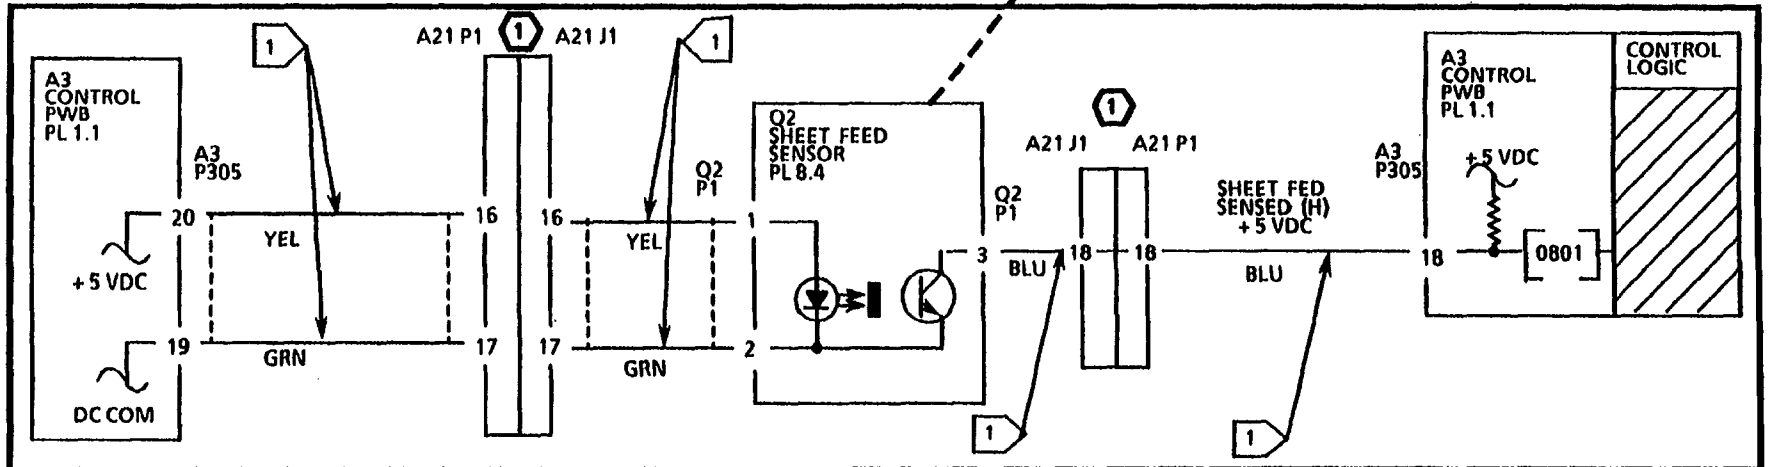 1
A21 P1
1
A21 J1
1
A3
CONTROL
PWB
PL 1.1
A3
P305
20
YEL
+ 5 VDC
19
GRN
DC COM
16
16
17
17
YEL
GRN
Q2
P1
1
2
Q2
SHEET FEED
SENSOR
PL 8.4
Q2
P1
3
BLU
1
A21 J1
A21 P1
18
18
1
SHEET FED
SENSED (H)
+ 5 VDC
BLU
1
A3
P305
18
A3
CONTROL
PWB
PL 1.1
+ 5 VDC
0801
CONTROL
LOGIC